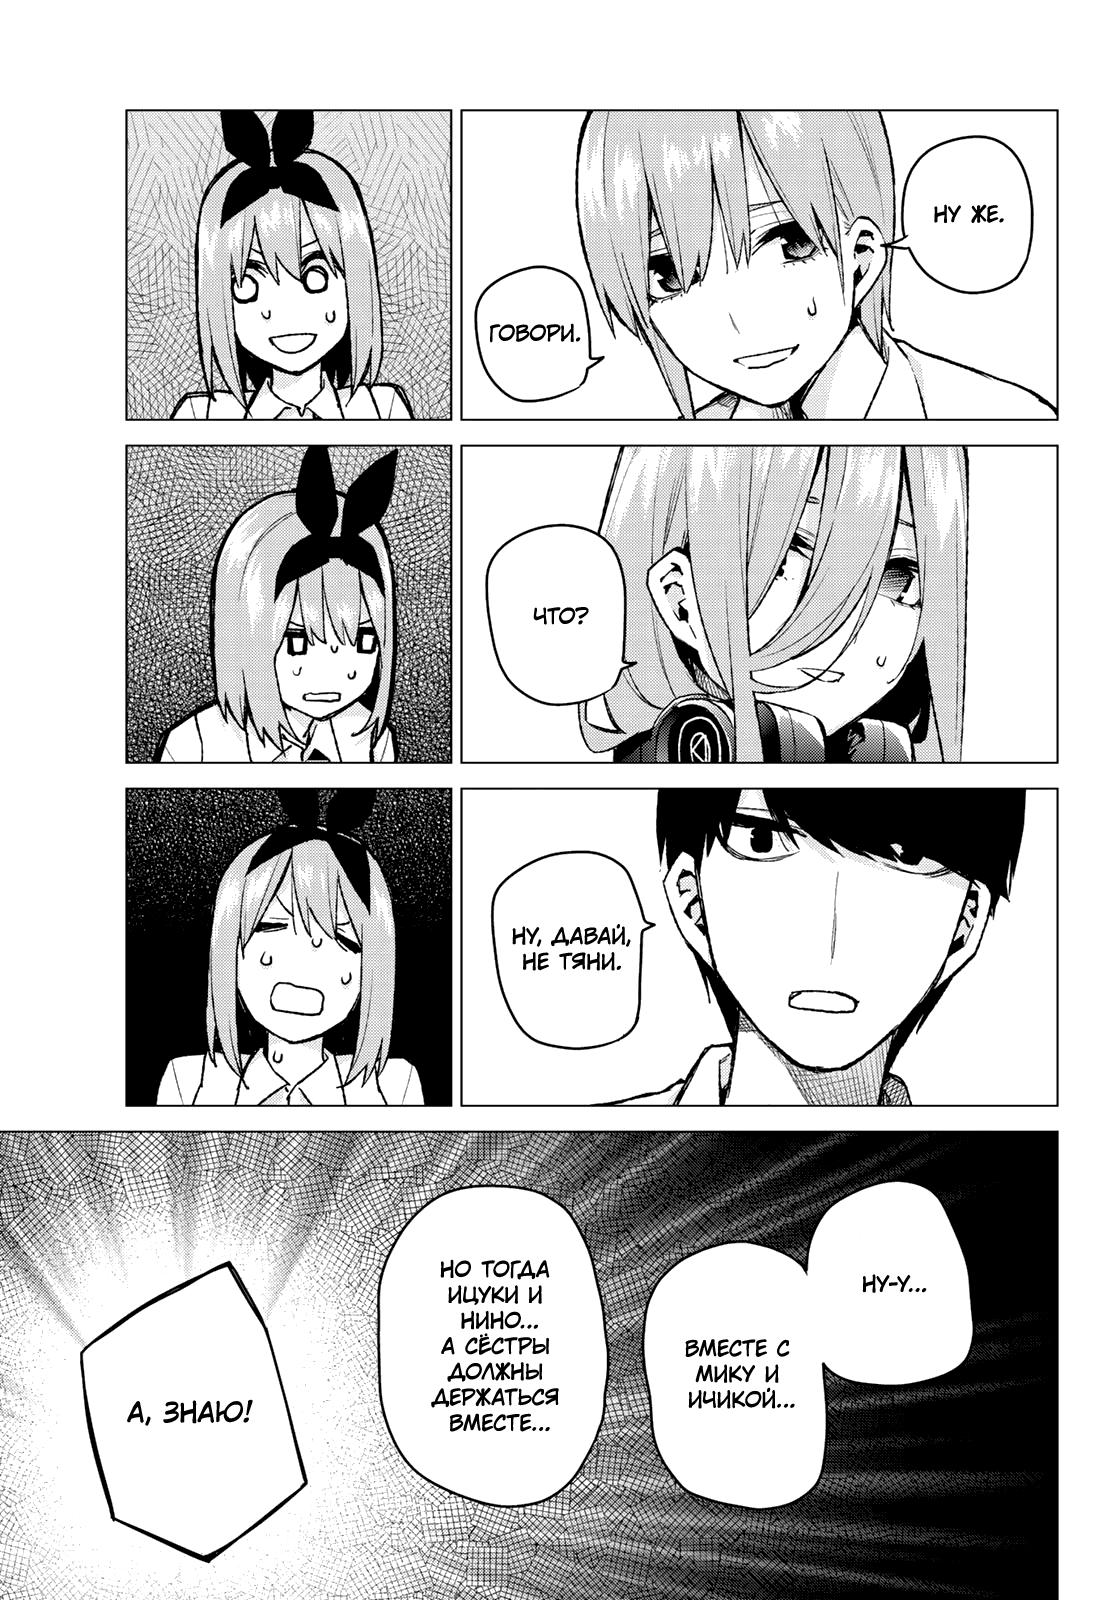 НУ ЖЕ.
ГОВОРИ.
ЧТО?
НУ, ДАВАЙ,
НЕ ТЯНИ.
НУ-У...
ВМЕСТЕ С
МИКУ И
ИЧИКОЙ...
НО ТОГДА
ИЦУКИ И
НИНО...
А СЁСТРЫ
ДОЛЖНЫ
ДЕРЖАТЬСЯ
ВМЕСТЕ...
А, ЗНАЮ!